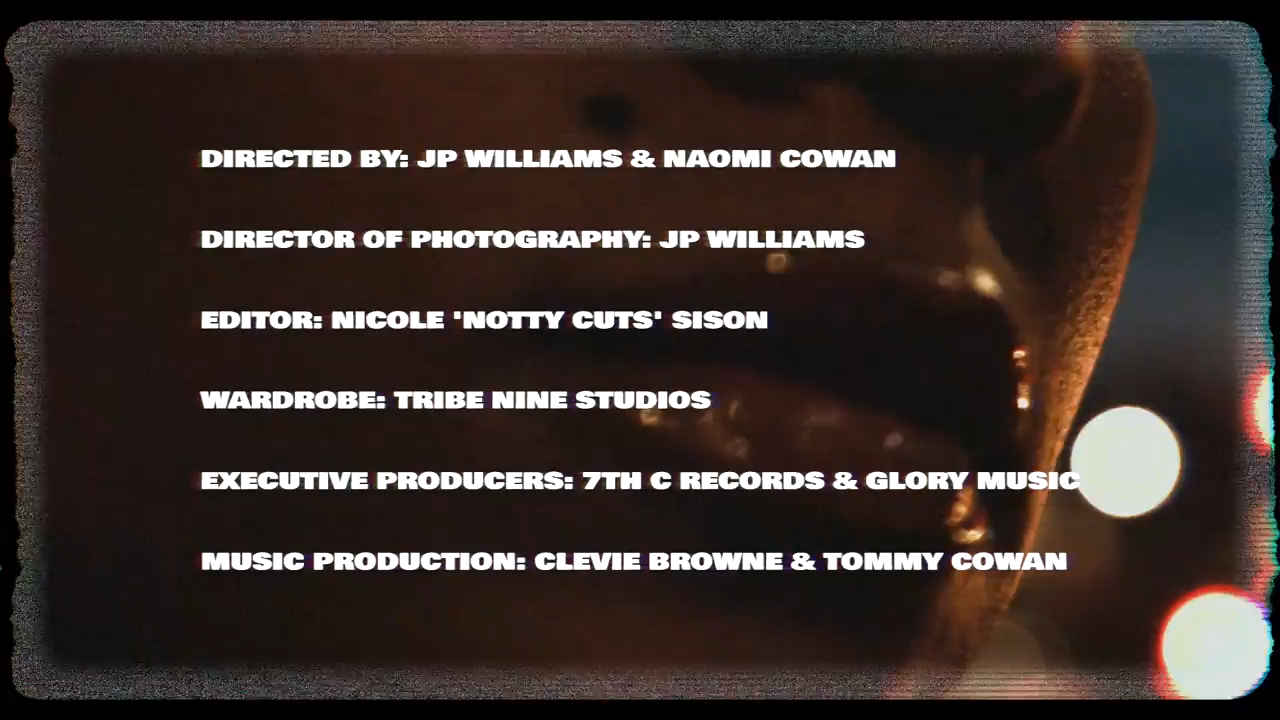 DIRECTED BY: JP WILLIAMS & NAOMI COWAN
DIRECTOR OF PHOTOGRAPHY: JP WILLIAMS
EDITOR: NICOLE 'NOTTY CUTS' SISON
WARDROBE: TRIBE NINE STUDIOS
EXECUTIVE PRODUCERS: 7TH C RECORDS & GLORY MUSIC
MUSIC PRODUCTION: CLEVIE BROWNE & TOMMY COWAN